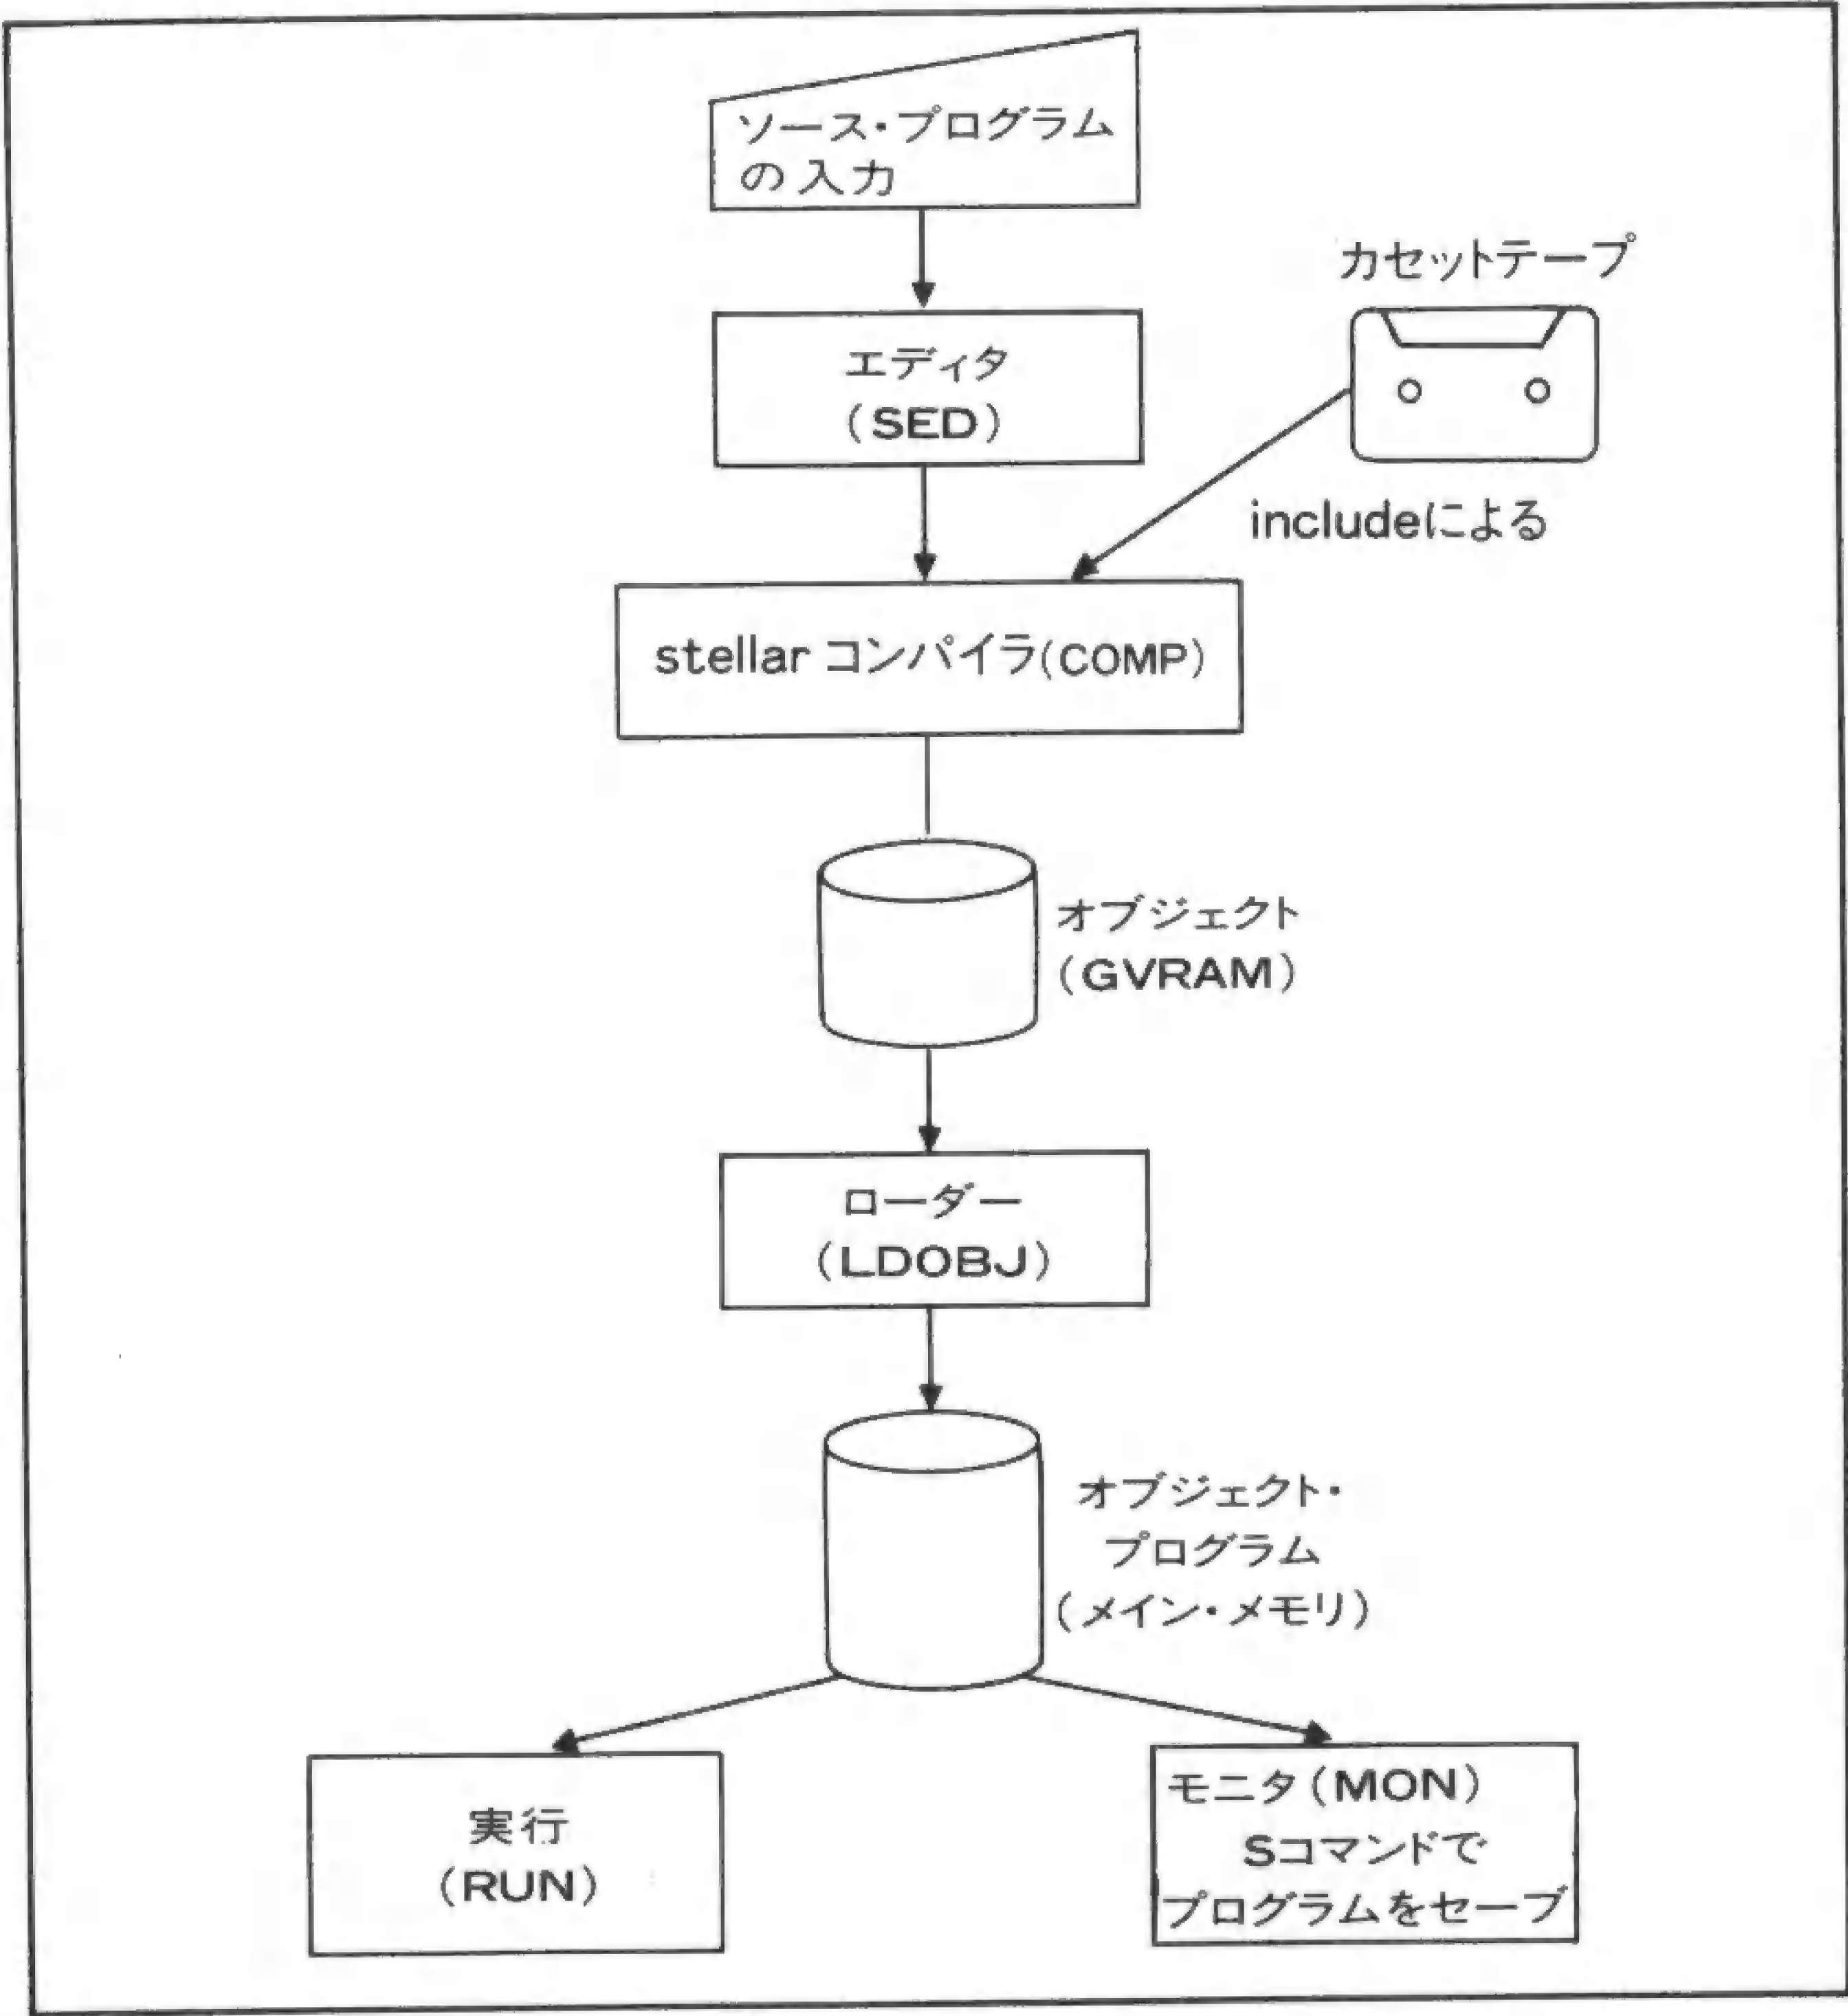 ソース・プログラム
の入力
カセットテープ
エディタ
(SED)
includeによる
stellar コンパイラ(COMP)
オブジェクト
(GVRAM)
ローダー
(LDOBJ)
オブジェクト・
プログラム
(メイン・メモリ)
実行
(RUN)
モニタ(MON)
Sコマンドで
プログラムをセーブ